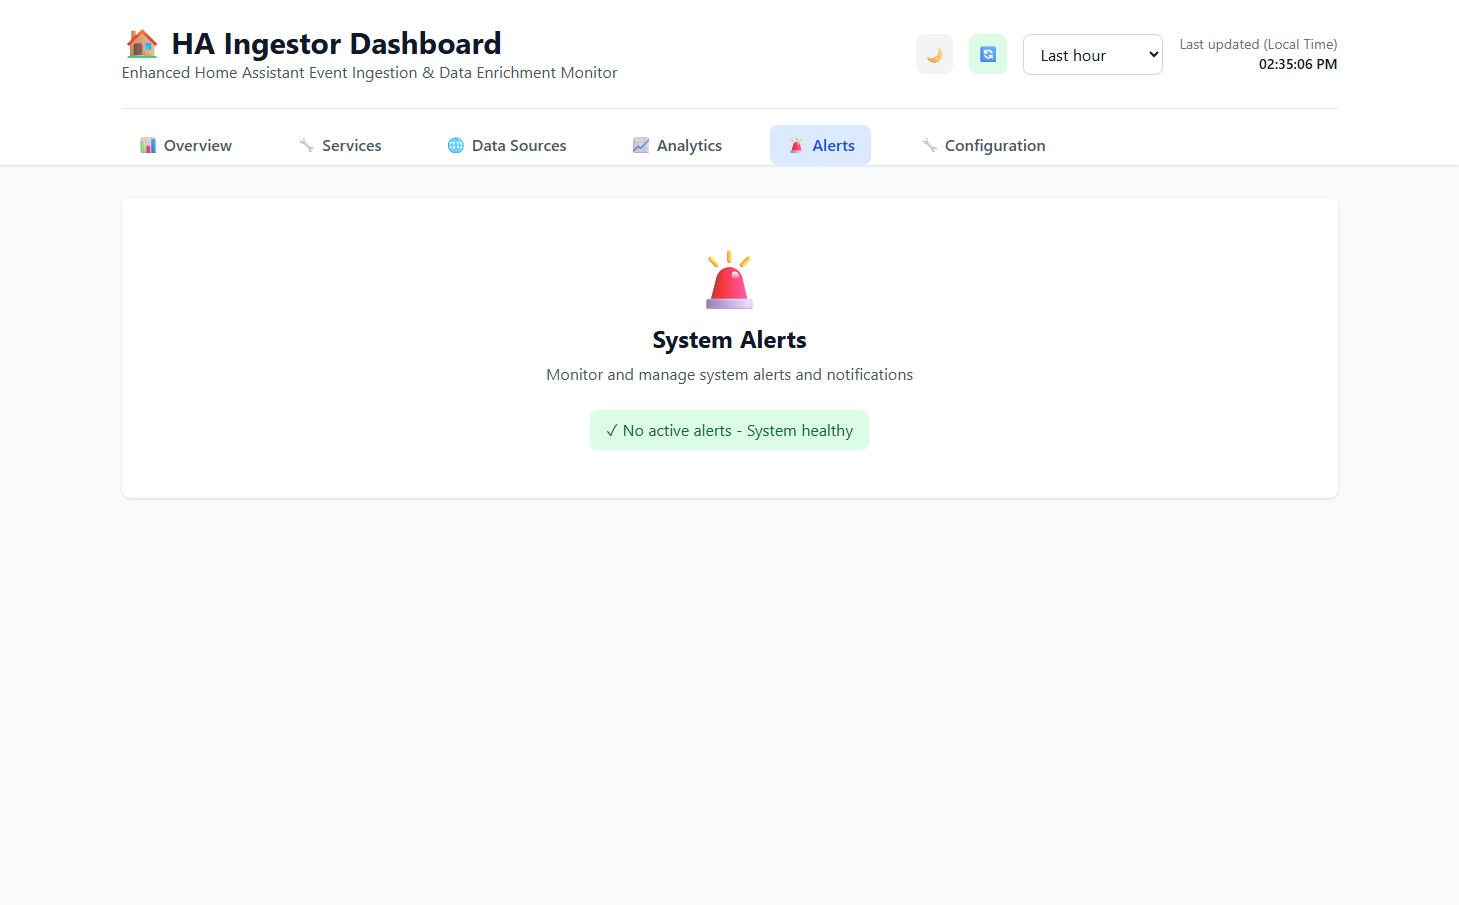 HA Ingestor Dashboard
Enhanced Home Assistant Event Ingestion & Data Enrichment Monitor
Last hour
Last updated (Local Time)
02:35:06 PM
Overview
Services
Data Sources
Analytics
Alerts
Configuration
System Alerts
Monitor and manage system alerts and notifications
✓ No active alerts - System healthy